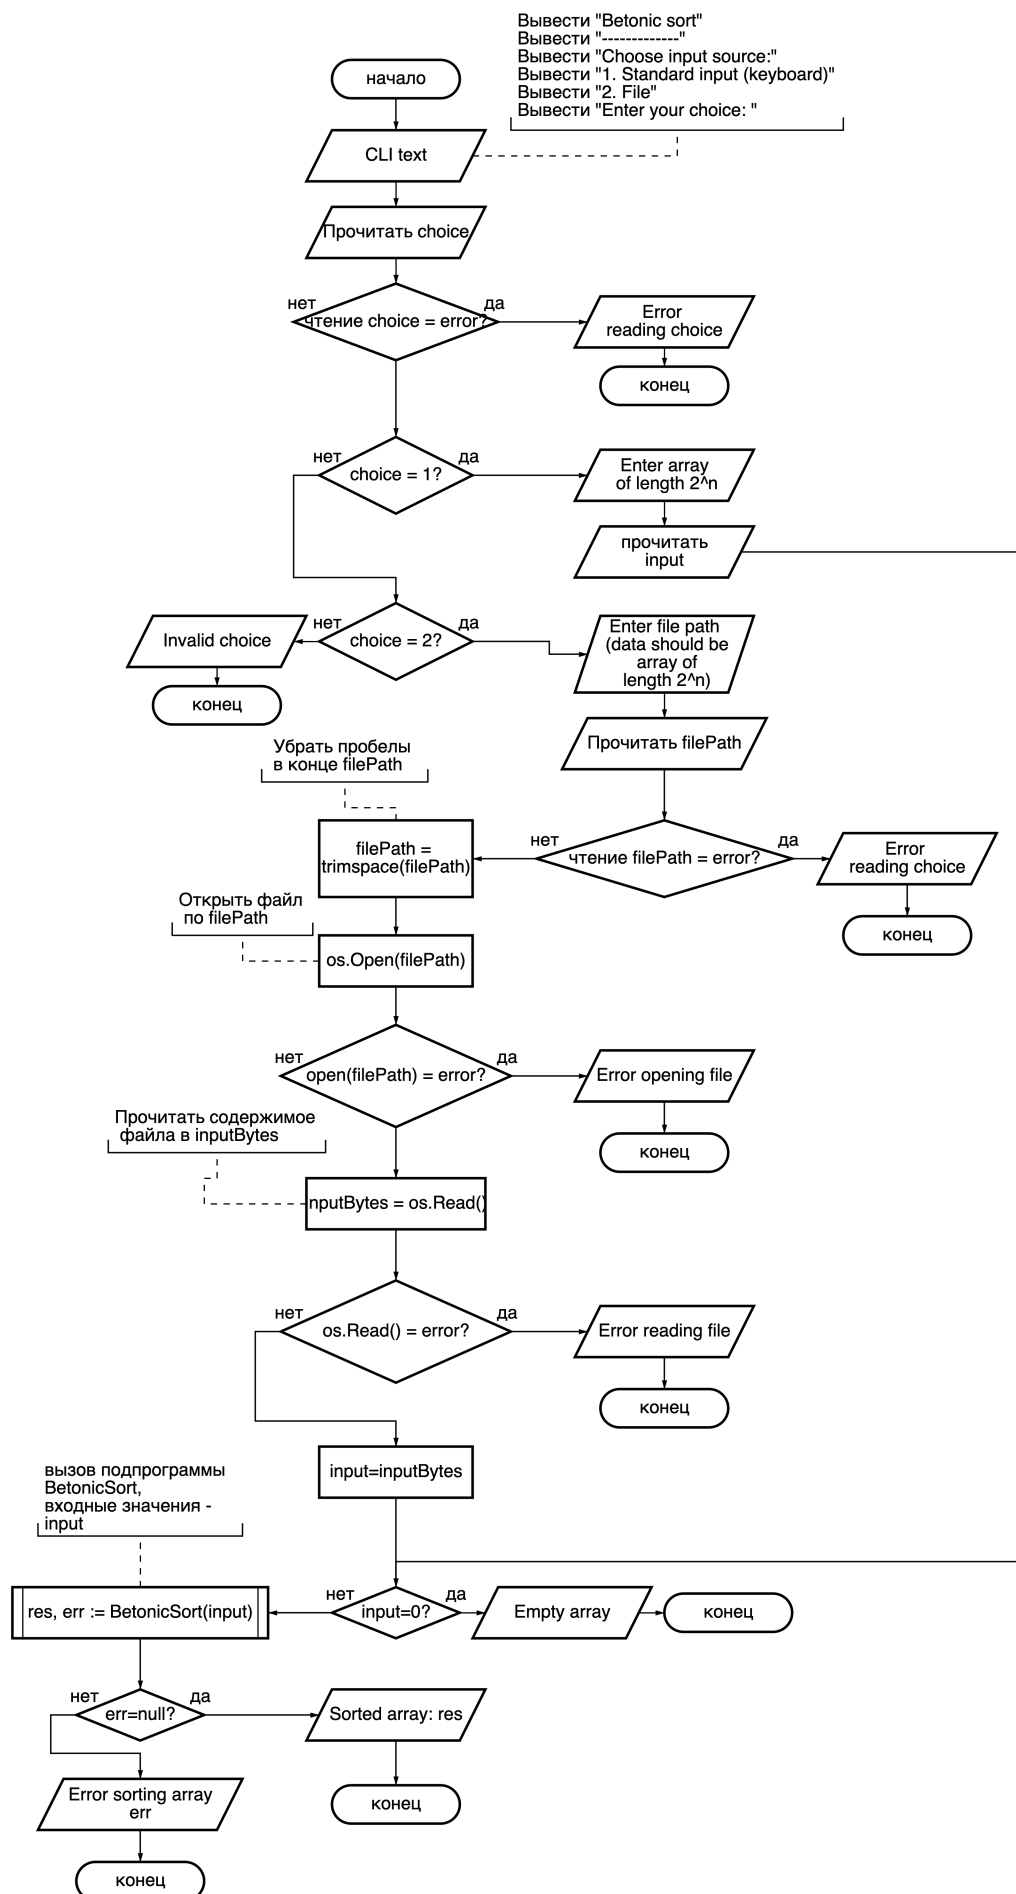 Вывести "Betonic sort"
Вывести "-------------"
Вывести "Choose input source:"
Вывести "1. Standard input (keyboard)"
Вывести "2. File"
Вывести "Enter your choice: "
начало
CLI text
Прочитать choice
нет
да
чтение choice = error?
Error
reading choice
конец
нет
да
choice = 1?
Enter array
of length 2^n
прочитать
input
нет
да
choice = 2?
Invalid choice
конец
Enter file path
(data should be
array of
length 2^n)
Прочитать filePath
Убрать пробелы
в конце filePath
нет
да
чтение filePath = error?
filePath =
trimspace(filePath)
Error
reading choice
конец
Открыть файл
по filePath
os.Open(filePath)
нет
да
open(filePath) = error?
Error opening file
конец
Прочитать содержимое
файла в inputBytes
nputBytes = os.Read()
нет
да
os.Read() = error?
Error reading file
конец
input=inputBytes
вызов подпрограммы
BetonicSort,
входные значения -
input
нет
да
res, err := BetonicSort(input)
input=0?
Empty array
конец
нет
да
err=null?
Sorted array: res
конец
Error sorting array
err
конец